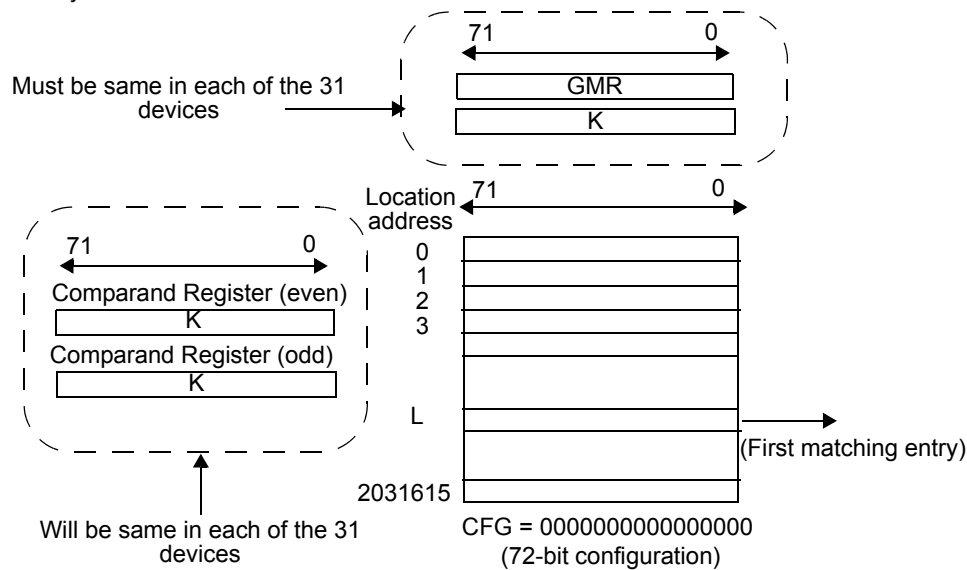 71 0
Must be same in each of the 31
devices
GMR
K
Location
address
71 0
0
1
2
3
L
2031615
(First matching entry)
CFG = 0000000000000000
(72-bit configuration)
71 0
Comparand Register (even)
K
Comparand Register (odd)
K
Will be same in each of the 31
devices